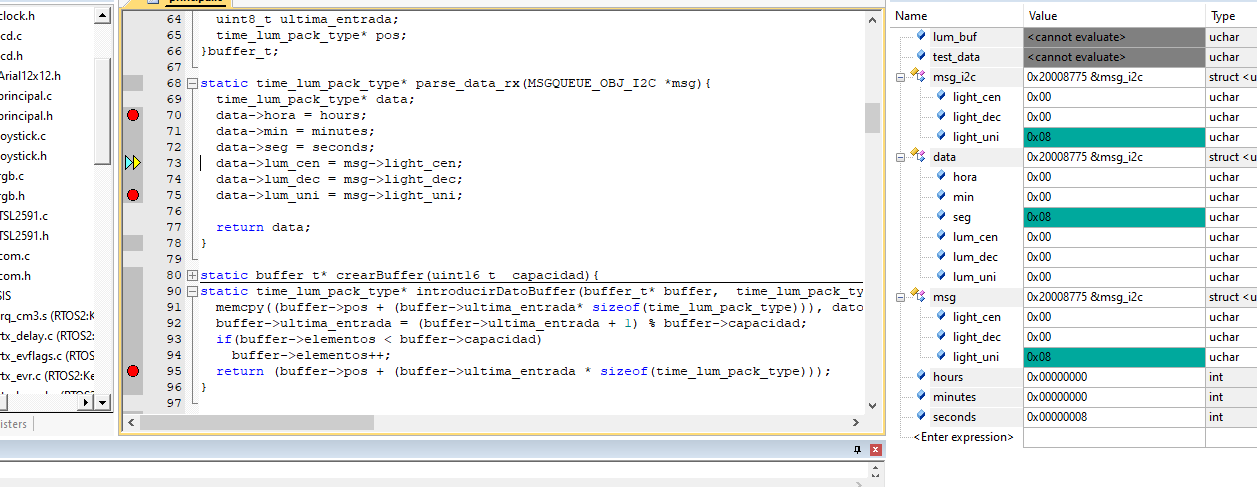 clock.h
cd.c
cd.h
Arial12x12.h
principal.c
principal.h
oystick.c
oystick.h
rgb.c
rgb.h
TSL2591.c
TSL2591.h
com.c
com.h
SIS
rq_cm3.s (RTOS2:Ke
rtx_delay.c (RTOS2:
rtx_evflags.c (RTOS
rtx_evr.c (RTOS2:Ke
isters
64 uint8_t ultima_entrada;
65 time_lum_pack_type* pos;
66 }buffer_t;
67
68 static time_lum_pack_type* parse_data_rx(MSGQUEUE_OBJ_I2C *msg){
69 time_lum_pack_type* data;
70 data->hora = hours;
71 data->min = minutes;
72 data->seg = seconds;
73 data->lum_cen = msg->light_cen;
74 data->lum_dec = msg->light_dec;
75 data->lum_uni = msg->light_uni;
76
77 return data;
78 }
79
80 static buffer_t* crearBuffer(uint16_t capacidad){
90 static time_lum_pack_type* introducirDatoBuffer(buffer_t* buffer, time_lum_pack_ty
91 memcpy((buffer->pos + (buffer->ultima_entrada* sizeof(time_lum_pack_type))), dato
92 buffer->ultima_entrada = (buffer->ultima_entrada + 1) % buffer->capacidad;
93 if(buffer->elementos < buffer->capacidad)
94 buffer->elementos++;
95 return (buffer->pos + (buffer->ultima_entrada * sizeof(time_lum_pack_type)));
96 }
97
Name Value Type
lum_buf <cannot evaluate> uchar
test_data <cannot evaluate> uchar
msg_i2c 0x20008775 &msg_i2c struct <u
light_cen 0x00 uchar
light_dec 0x00 uchar
light_uni 0x08 uchar
data 0x20008775 &msg_i2c struct <u
hora 0x00 uchar
min 0x00 uchar
seg 0x08 uchar
lum_cen 0x00 uchar
lum_dec 0x00 uchar
lum_uni 0x00 uchar
msg 0x20008775 &msg_i2c struct <u
light_cen 0x00 uchar
light_dec 0x00 uchar
light_uni 0x08 uchar
hours 0x00000000 int
minutes 0x00000000 int
seconds 0x00000008 int
<Enter expression>